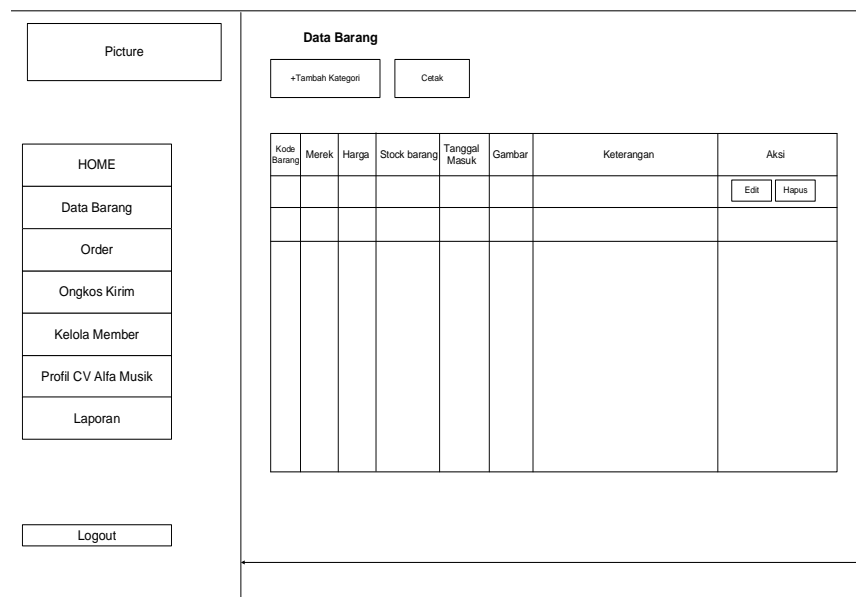 Picture
HOME
Data Barang
Order
Ongkos Kirim
Kelola Member
Profil CV Alfa Musik
Laporan
Logout
Data Barang
+Tambah Kategori
Cetak
Kode
Barang
Merek
Harga
Stock barang
Tanggal
Masuk
Gambar
Keterangan
Aksi
Edit
Hapus